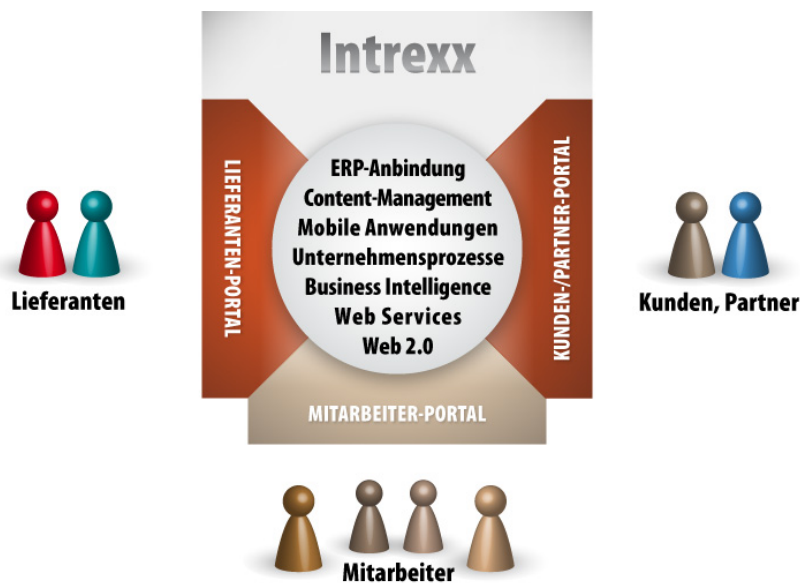 Intrexx
LIEFERANTEN-PORTAL
ERP-Anbindung
Content-Management
Mobile Anwendungen
Unternehmensprozesse
Business Intelligence
Web Services
Web 2.0
KUNDEN-/PARTNER-PORTAL
Lieferanten
Kunden, Partner
MITARBEITER-PORTAL
Mitarbeiter